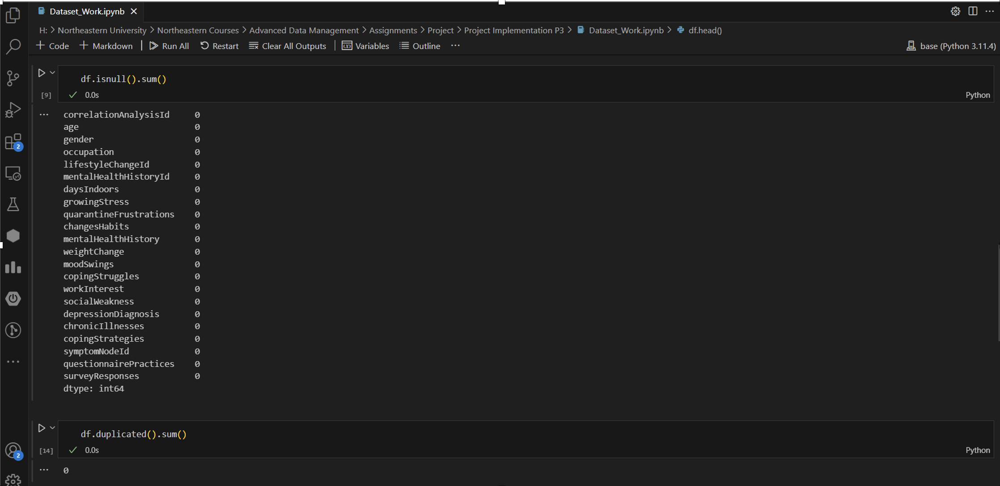 Dataset_Work.ipynb
H: > Northeastern University > Northeastern Courses > Advanced Data Management > Assignments > Project > Project Implementation P3 > Dataset_Work.ipynb > df.head()
+ Code + Markdown | Run All Restart Clear All Outputs | Variables Outline ··· base (Python 3.11.4)
df.isnull().sum()
[9] ✓ 0.0s Python
correlationAnalysisId 0
age 0
gender 0
occupation 0
lifestyleChangeId 0
mentalHealthHistoryId 0
daysIndoors 0
growingStress 0
quarantineFrustrations 0
changesHabits 0
mentalHealthHistory 0
weightChange 0
moodSwings 0
copingStruggles 0
workInterest 0
socialWeakness 0
depressionDiagnosis 0
chronicIllnesses 0
copingStrategies 0
symptomNodeId 0
questionnairePractices 0
surveyResponses 0
dtype: int64
df.duplicated().sum()
[14] ✓ 0.0s Python
0
2
2